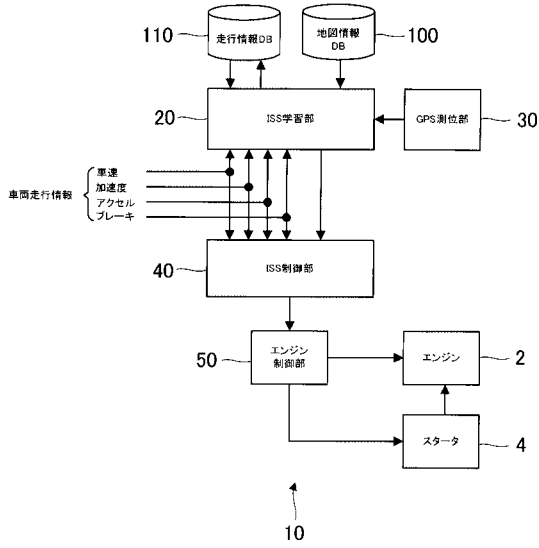 110
走行情報DB
地図情報
DB
100
20
ISS学習部
GPS測位部
30
車両走行情報
車速
加速度
アクセル
ブレーキ
40
ISS制御部
50
エンジン
制御部
エンジン
2
スタータ
4
10